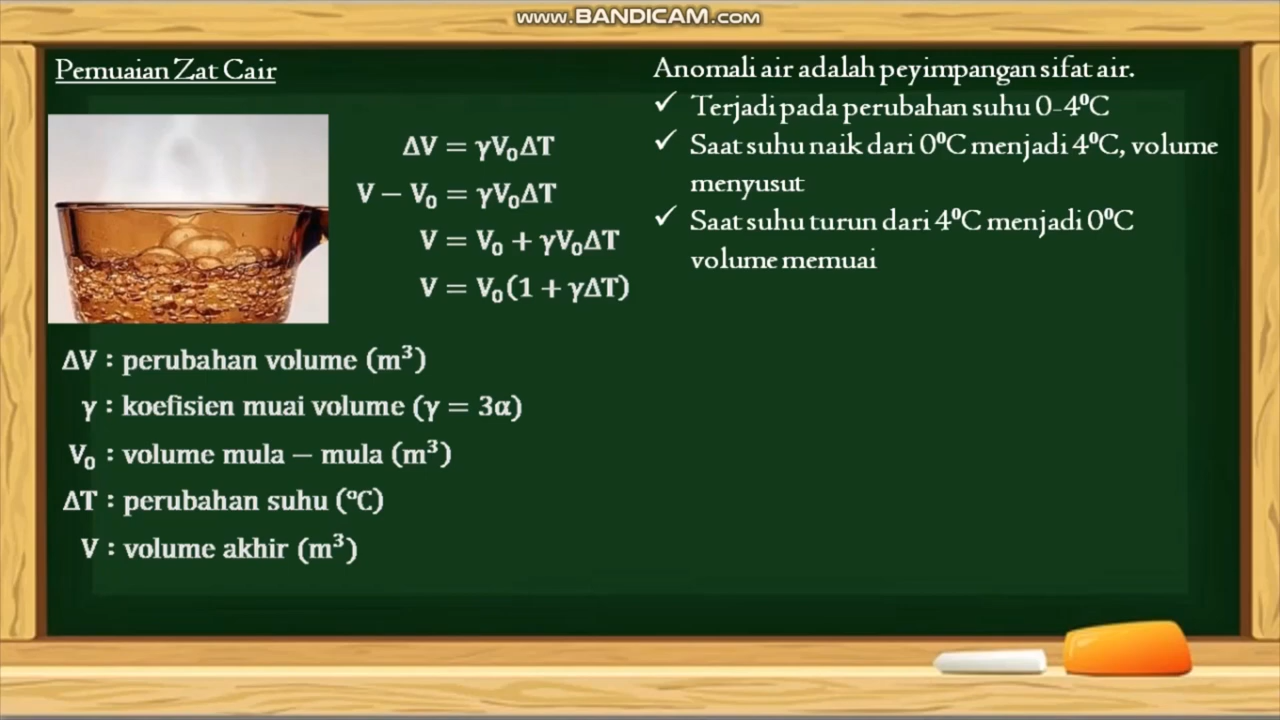 www.BANDICAM.com
Pemuaian Zat Cair
ΔV = γV₀ΔT
V − V₀ = γV₀ΔT
V = V₀ + γV₀ΔT
V = V₀(1 + γΔT)
ΔV : perubahan volume (m³)
γ : koefisien muai volume (γ = 3α)
V₀ : volume mula − mula (m³)
ΔT : perubahan suhu (°C)
V : volume akhir (m³)
Anomali air adalah peyimpangan sifat air.
✓ Terjadi pada perubahan suhu 0-4⁰C
✓ Saat suhu naik dari 0⁰C menjadi 4⁰C, volume
menyusut
✓ Saat suhu turun dari 4⁰C menjadi 0⁰C
volume memuai